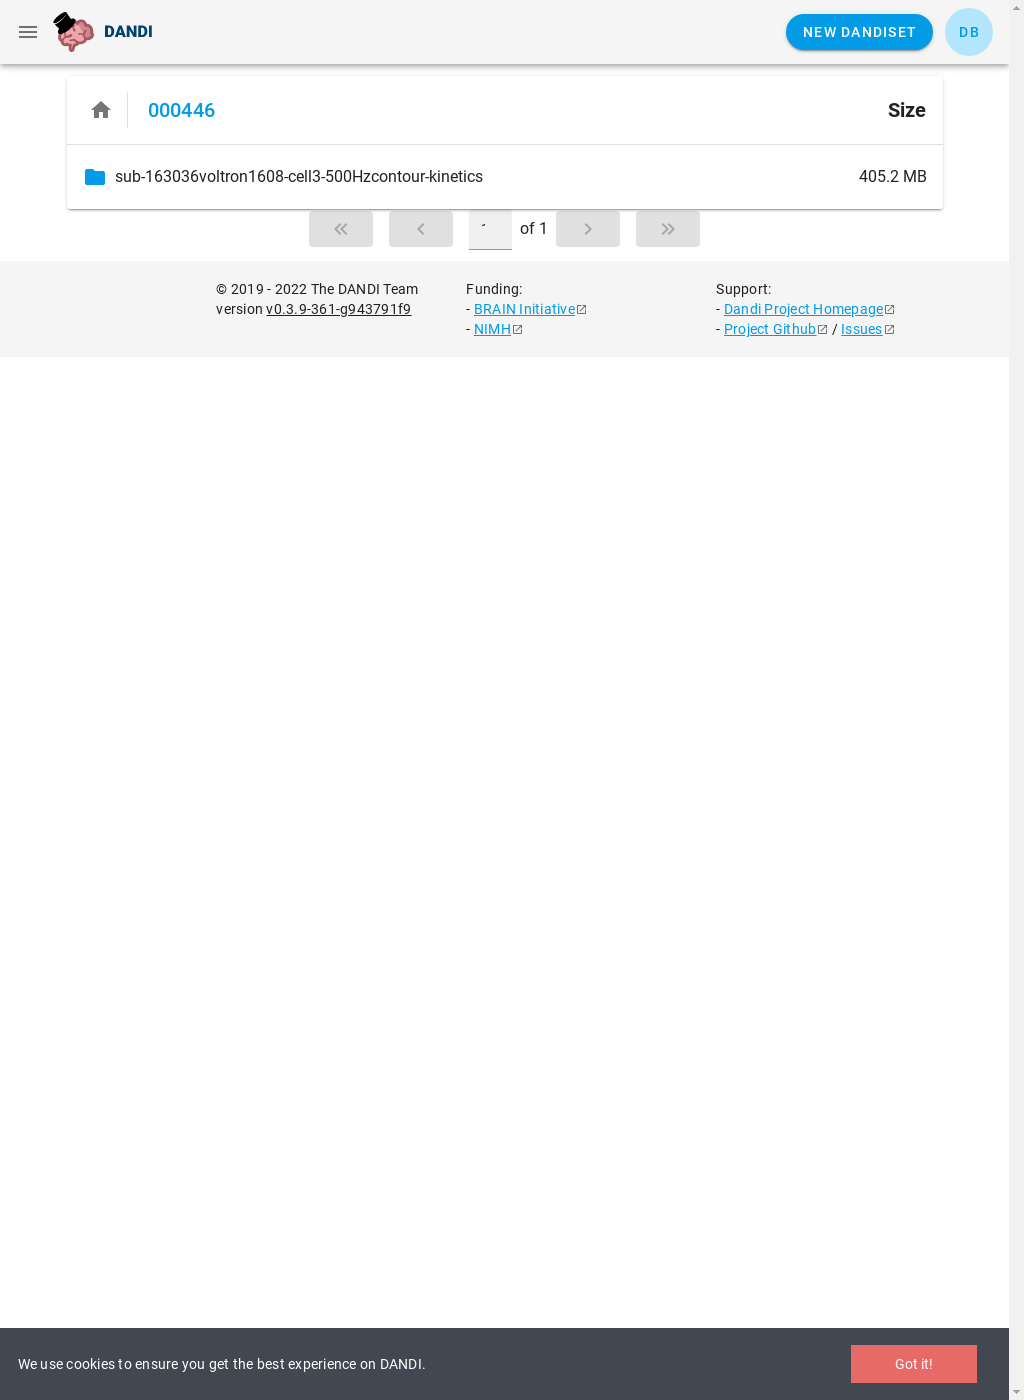 DANDI
NEW DANDISET
DB
000446
Size
sub-163036voltron1608-cell3-500Hzcontour-kinetics
405.2 MB
of 1
© 2019 - 2022 The DANDI Team
version v0.3.9-361-g943791f9
Funding:
- BRAIN Initiative
- NIMH
Support:
- Dandi Project Homepage
- Project Github / Issues
We use cookies to ensure you get the best experience on DANDI.
Got it!